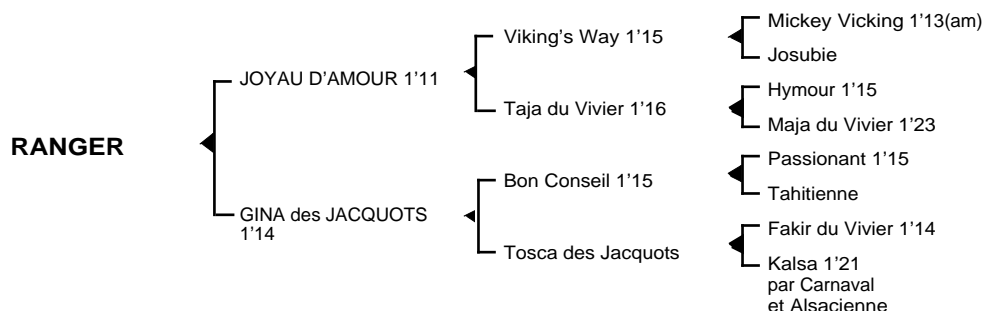 Mickey Vicking 1'13(am)
Viking's Way 1'15
Josubie
JOYAU D'AMOUR 1'11
Hymour 1'15
Taja du Vivier 1'16
Maja du Vivier 1'23
RANGER
Passionant 1'15
Bon Conseil 1'15
Tahitienne
GINA des JACQUOTS
1'14
Fakir du Vivier 1'14
Tosca des Jacquots
Kalsa 1'21
par Carnaval
et Alsacienne